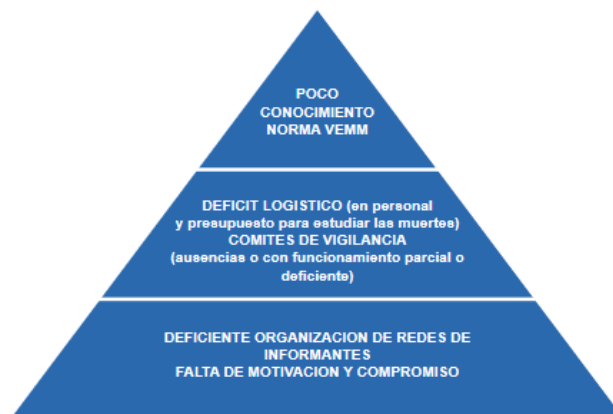 POCO
CONOCIMIENTO
NORMA VEMM
DEFICIT LOGISTICO (en personal
y presupuesto para estudiar las muertes)
COMITES DE VIGILANCIA
(ausencias o con funcionamiento parcial o
deficiente)
DEFICIENTE ORGANIZACION DE REDES DE
INFORMANTES
FALTA DE MOTIVACION Y COMPROMISO